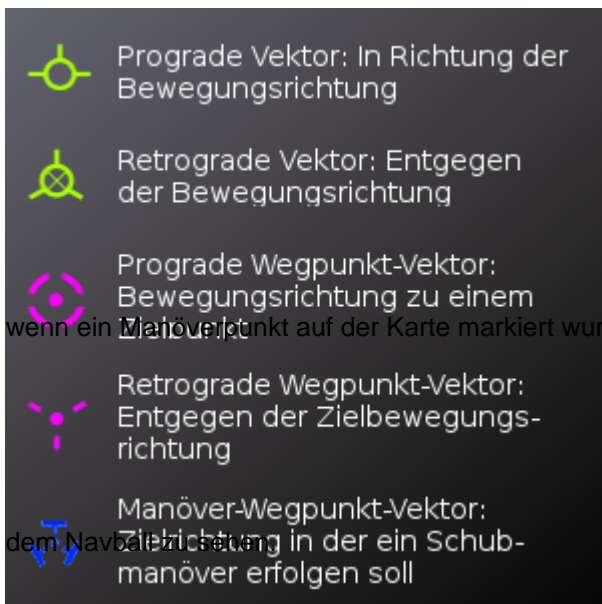 Prograde Vektor: In Richtung der
Bewegungsrichtung
Retrograde Vektor: Entgegen
der Bewegungsrichtung
Prograde Wegpunkt-Vektor:
Bewegungsrichtung zu einem
Zielpunkt
wenn ein Manöverpunkt auf der Karte markiert wur
Retrograde Wegpunkt-Vektor:
Entgegen der Zielbewegungs-
richtung
Manöver-Wegpunkt-Vektor:
Zielrichtung in der ein Schub-
dem Navball zu sehen.
manöver erfolgen soll